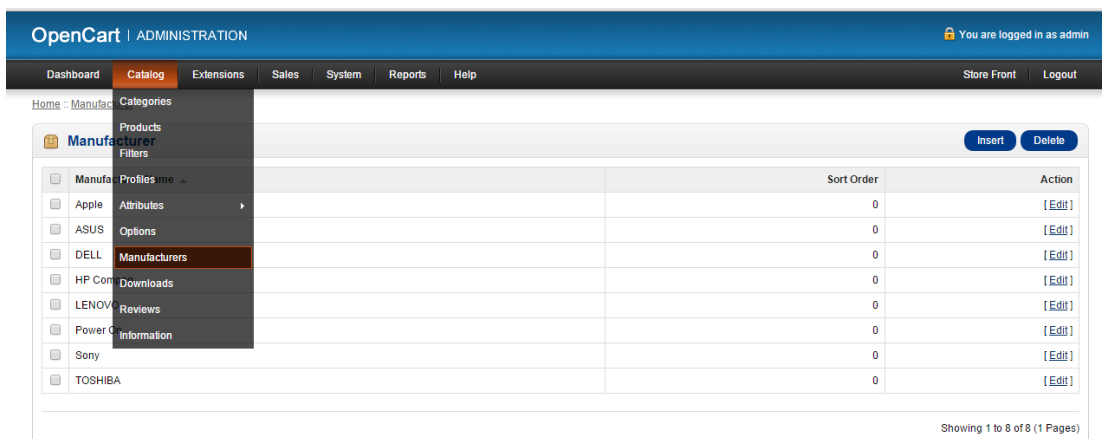 OpenCart | ADMINISTRATION
You are logged in as admin
Dashboard Catalog Extensions Sales System Reports Help Store Front Logout
Home :: Manufac
Categories
Products
Filters
Profiles
Attributes
Options
Manufacturers
Downloads
Reviews
Information
Manufacturer
Insert Delete
Sort Order Action
Apple 0 [ Edit ]
ASUS 0 [ Edit ]
DELL 0 [ Edit ]
HP Compaq 0 [ Edit ]
LENOVO 0 [ Edit ]
Power On 0 [ Edit ]
Sony 0 [ Edit ]
TOSHIBA 0 [ Edit ]
Showing 1 to 8 of 8 (1 Pages)